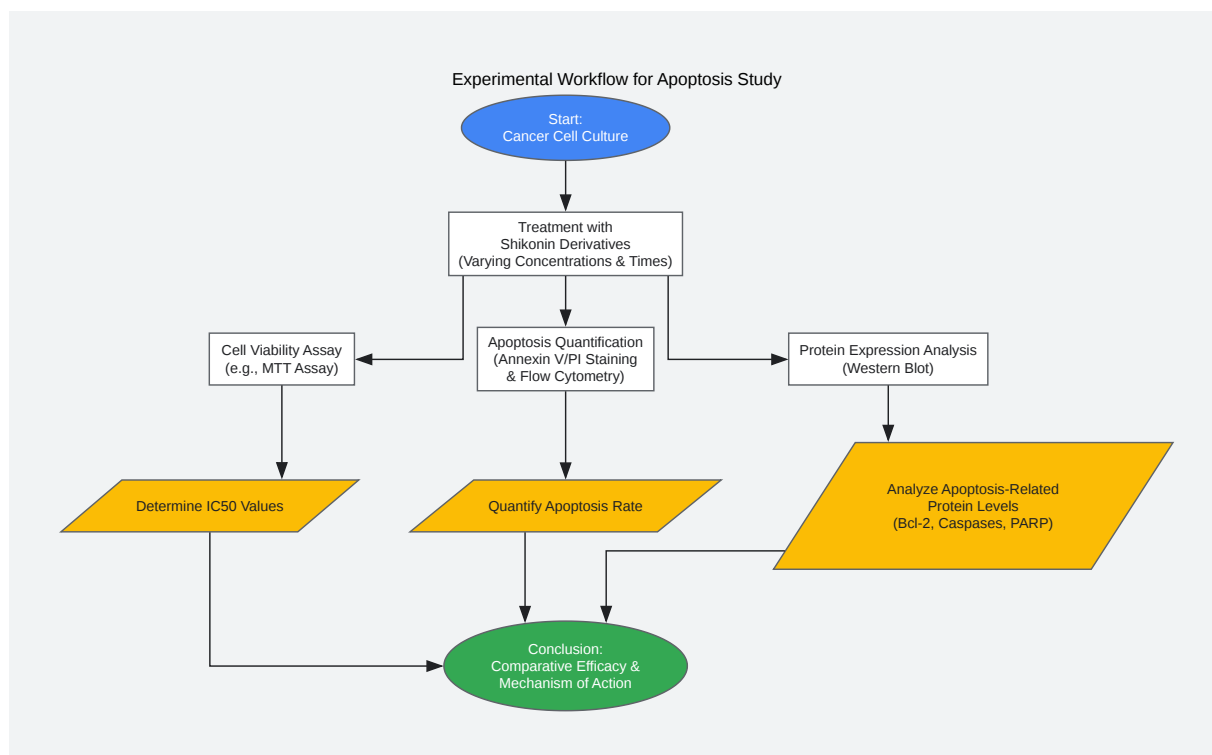 Experimental Workflow for Apoptosis Study
Start:
Cancer Cell Culture
Treatment with
Shikonin Derivatives
(Varying Concentrations & Times)
Cell Viability Assay
(e.g., MTT Assay)
Apoptosis Quantification
(Annexin V/PI Staining
& Flow Cytometry)
Protein Expression Analysis
(Western Blot)
Determine IC50 Values
Quantify Apoptosis Rate
Analyze Apoptosis-Related
Protein Levels
(Bcl-2, Caspases, PARP)
Conclusion:
Comparative Efficacy &
Mechanism of Action